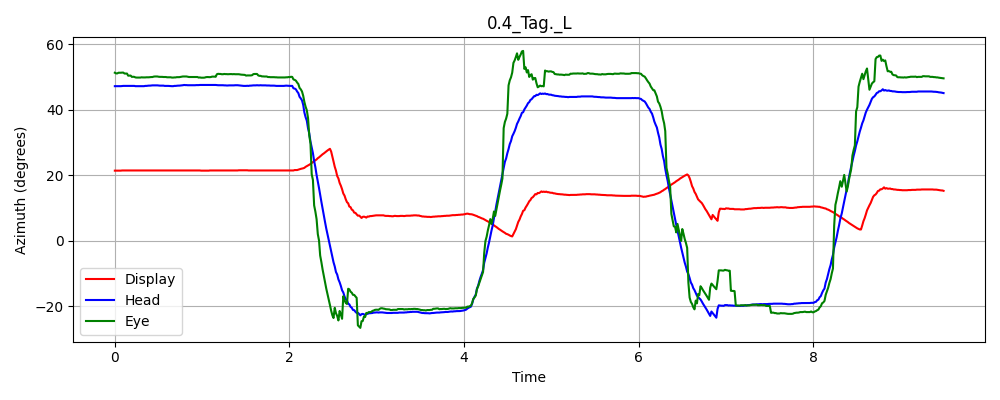 0.4_Tag._L
60
40
20
0
−20
Azimuth (degrees)
Display
Head
Eye
0 2 4 6 8
Time